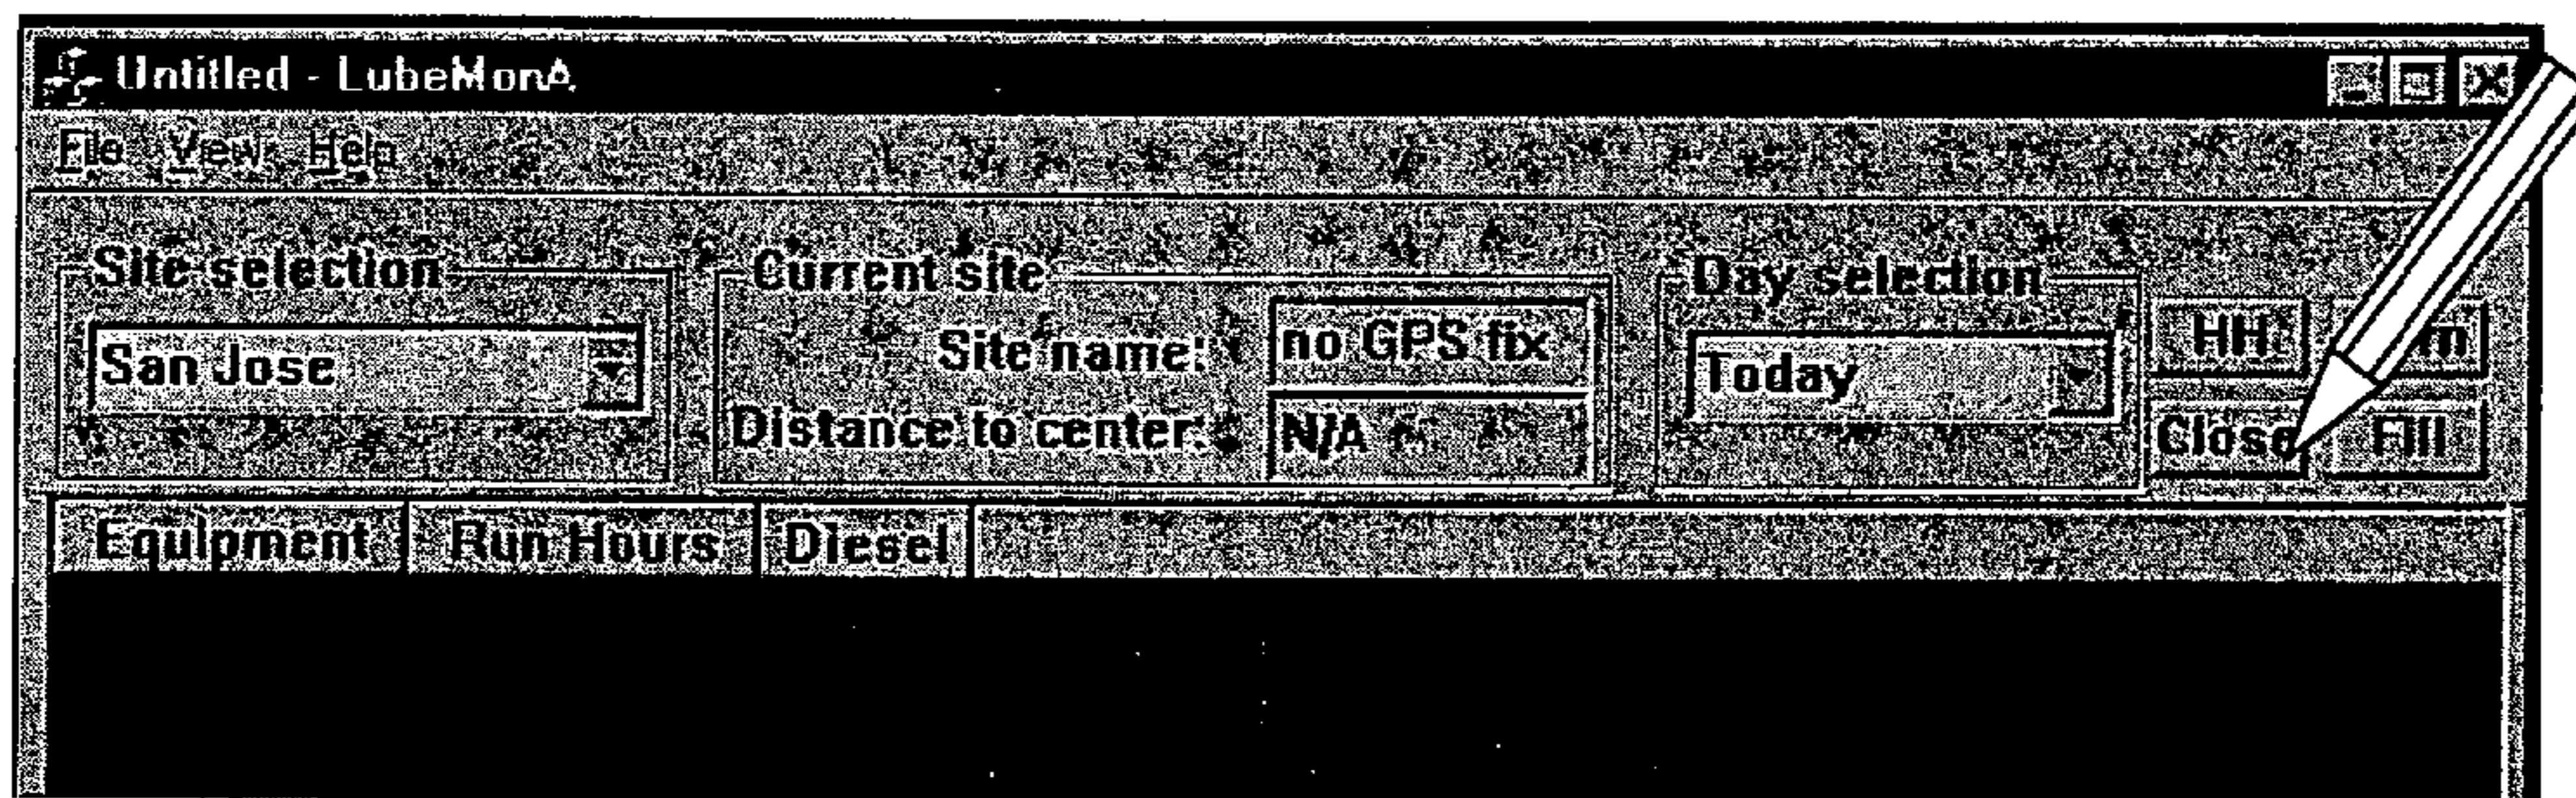 Untitled - LubeMonA
File View Help
Site selection
San Jose
Current site
Site name: no GPS fix
Distance to center: N/A
Day selection
Today
HH
Close Fill
Equipment Run Hours Diesel